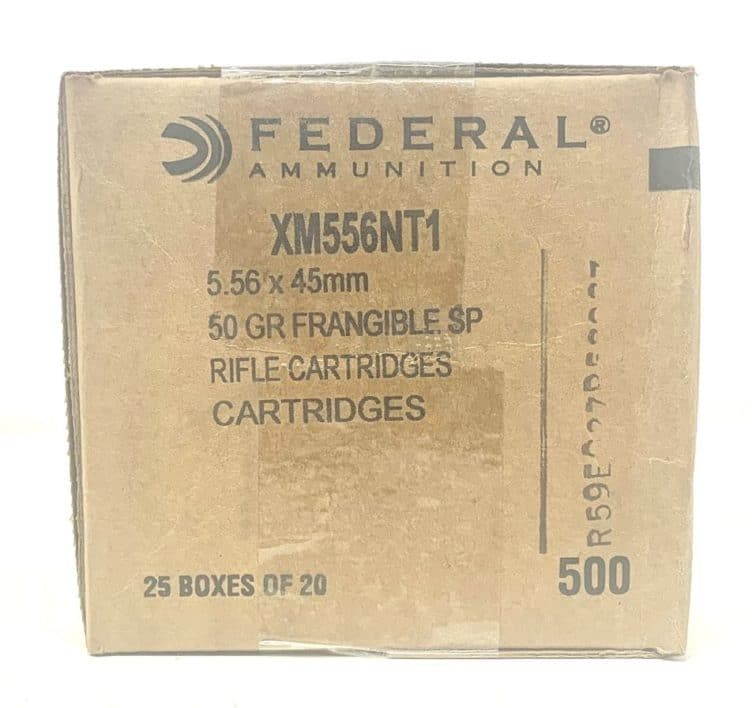 FEDERAL®
AMMUNITION
XM556NT1
5.56 x 45mm
50 GR FRANGIBLE SP
RIFLE CARTRIDGES
CARTRIDGES
25 BOXES OF 20
500